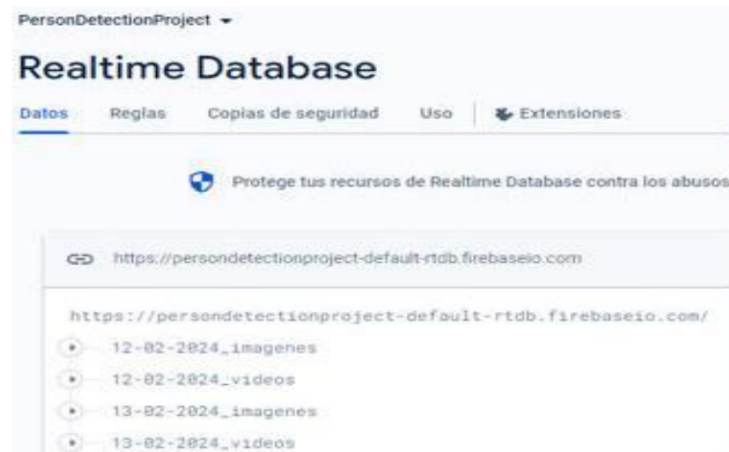 PersonDetectionProject
Realtime Database
Datos Reglas Copias de seguridad Uso Extensiones
Protege tus recursos de Realtime Database contra los abusos
https://persondetectionproject-default-rtdb.firebaseio.com
https://persondetectionproject-default-rtdb.firebaseio.com/
12-02-2024_imagenes
12-02-2024_videos
13-02-2024_imagenes
13-02-2024_videos